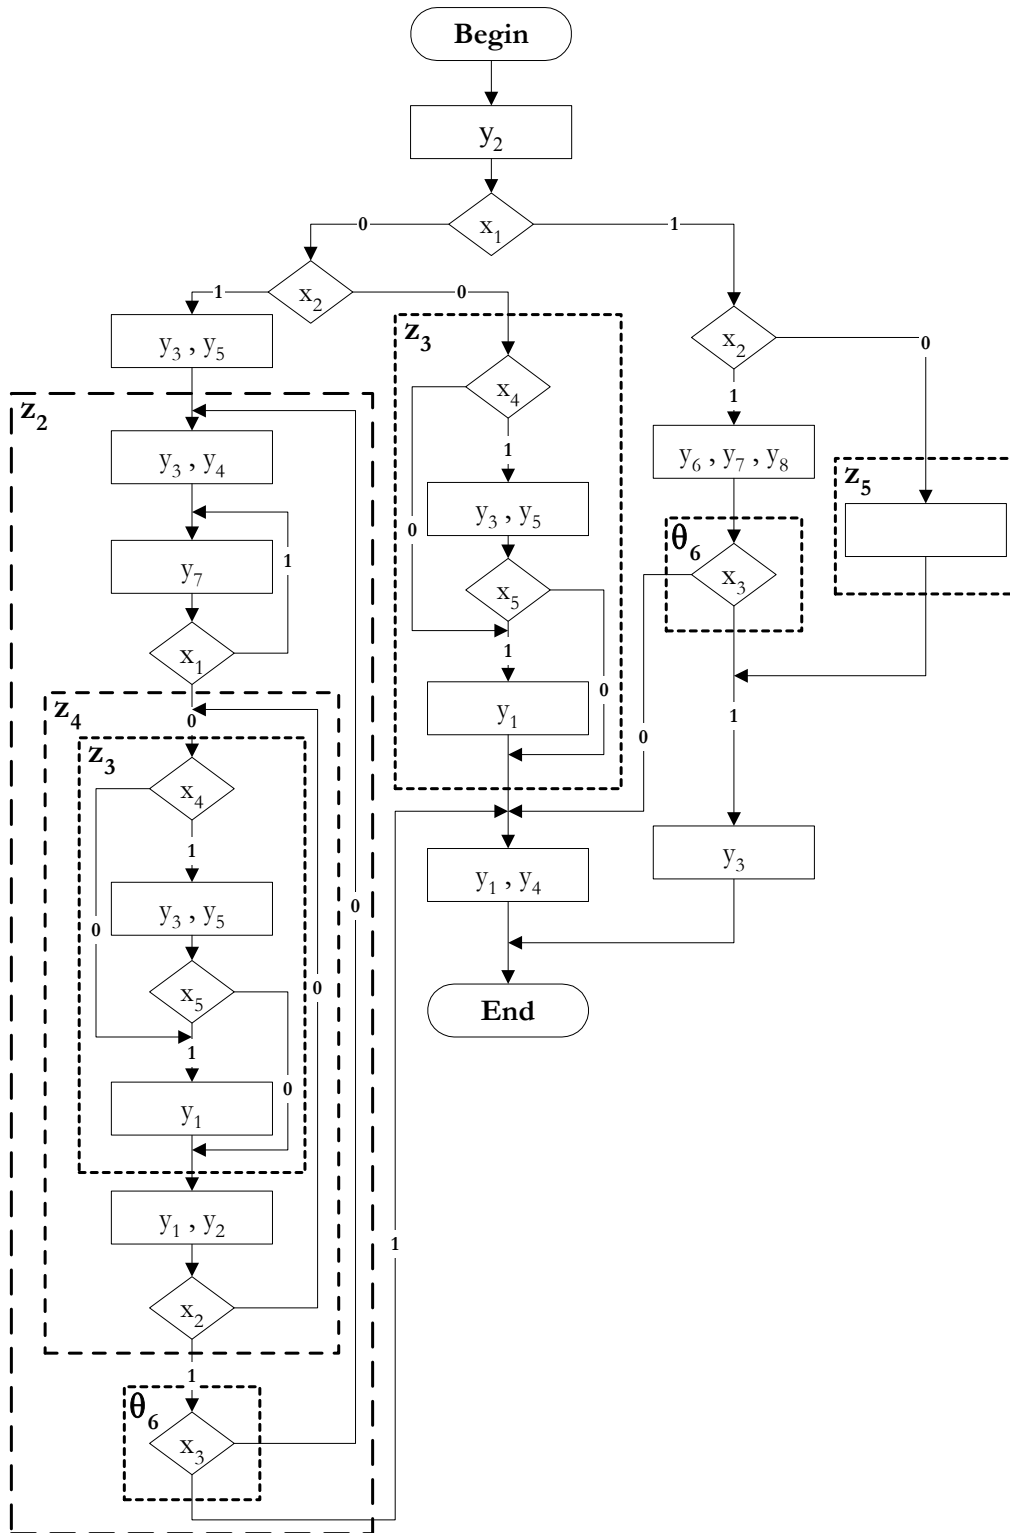 Begin
y₂
x₁
0
1
x₂
1
0
y₃ , y₅
z₃
x₄
1
0
y₃ , y₅
x₅
1
0
y₁
x₂
0
1
y₆ , y₇ , y₈
z₅
θ₆
x₃
0
1
y₃
y₁ , y₄
End
z₂
y₃ , y₄
y₇
1
x₁
0
z₄
z₃
x₄
1
0
y₃ , y₅
x₅
1
0
y₁
y₁ , y₂
x₂
0
1
θ₆
x₃
0
1